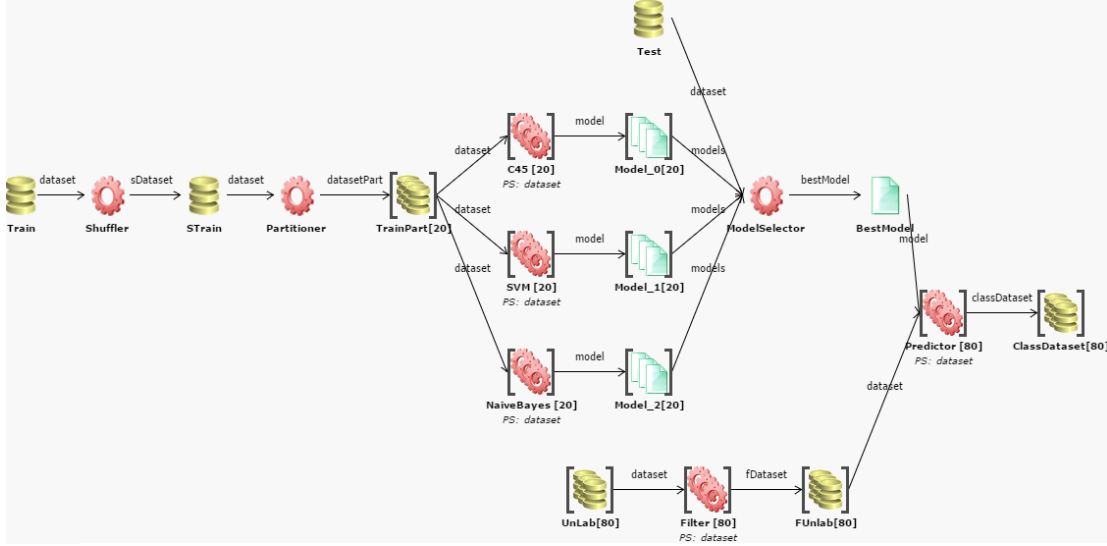 Test
dataset
model
C45 [20]
PS: dataset
Model_0[20]
dataset
models
dataset
Train
sDataset
Shuffler
dataset
STrain
datasetPart
Partitioner
TrainPart[20]
dataset
models
bestModel
ModelSelector
BestModel
model
model
SVM [20]
PS: dataset
Model_1[20]
dataset
models
classDataset
Predictor [80]
PS: dataset
ClassDataset[80]
model
NaiveBayes [20]
PS: dataset
Model_2[20]
dataset
dataset
fDataset
UnLab[80]
Filter [80]
PS: dataset
FUnlab[80]